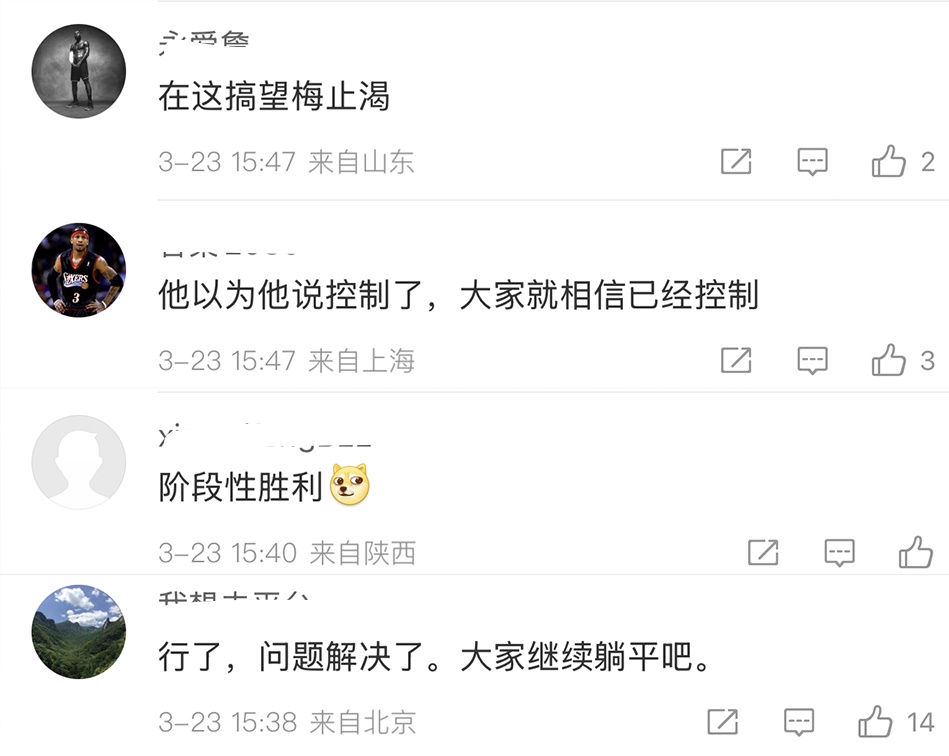 在这搞望梅止渴
3-23 15:47 来自山东
2
他以为他说控制了，大家就相信已经控制
3-23 15:47 来自上海
3
阶段性胜利
3-23 15:40 来自陕西
行了，问题解决了。大家继续躺平吧。
3-23 15:38 来自北京
14